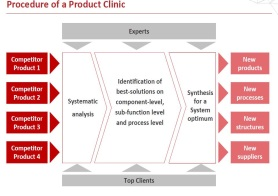 Procedure of a Product Clinic
Experts
Competitor
Product 1
Competitor
Product 2
Competitor
Product 3
Competitor
Product 4
Systematic
analysis
Identification of
best-solutions on
component-level,
sub-function level
and process level
Synthesis
for a
System
optimum
New
products
New
processes
New
structures
New
suppliers
Top Clients